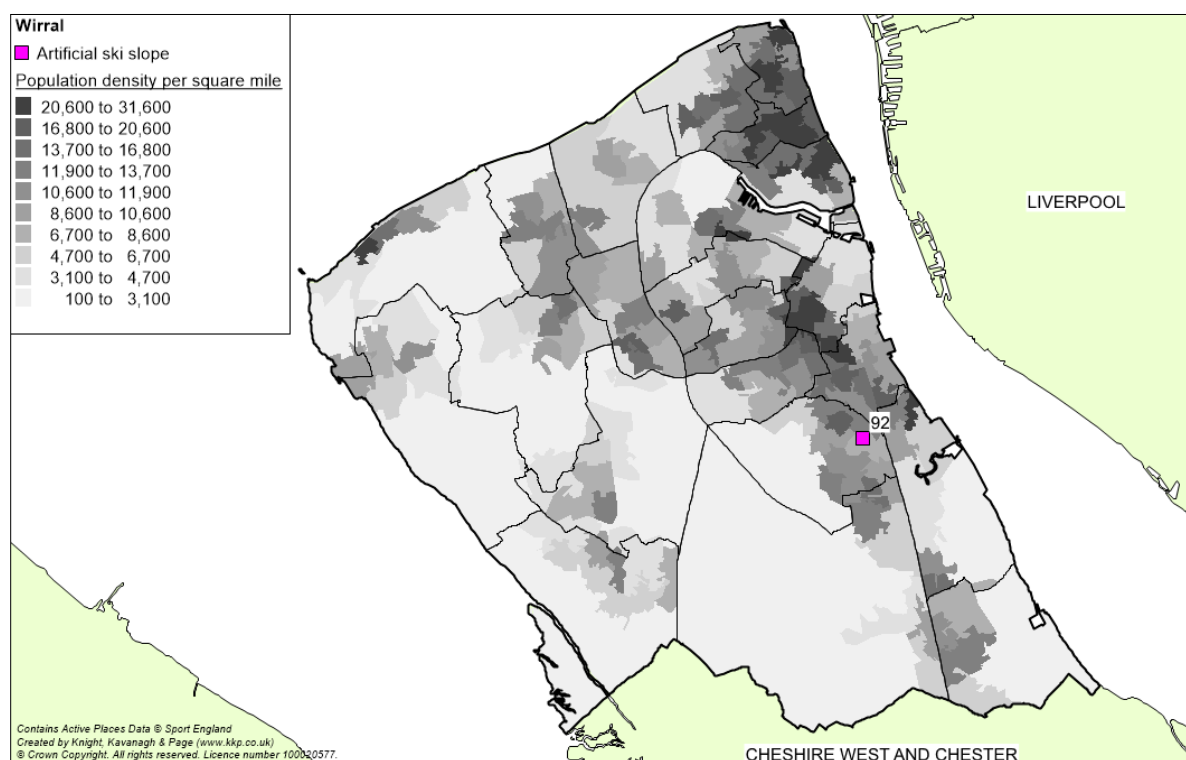 Wirral
Artificial ski slope
Population density per square mile
20,600 to 31,600
16,800 to 20,600
13,700 to 16,800
11,900 to 13,700
10,600 to 11,900
8,600 to 10,600
6,700 to 8,600
4,700 to 6,700
3,100 to 4,700
100 to 3,100
LIVERPOOL
92
Contains Active Places Data © Sport England
Created by Knight, Kavanagh & Page (www.kkp.co.uk)
© Crown Copyright. All rights reserved. Licence number 100020577.
CHESHIRE WEST AND CHESTER